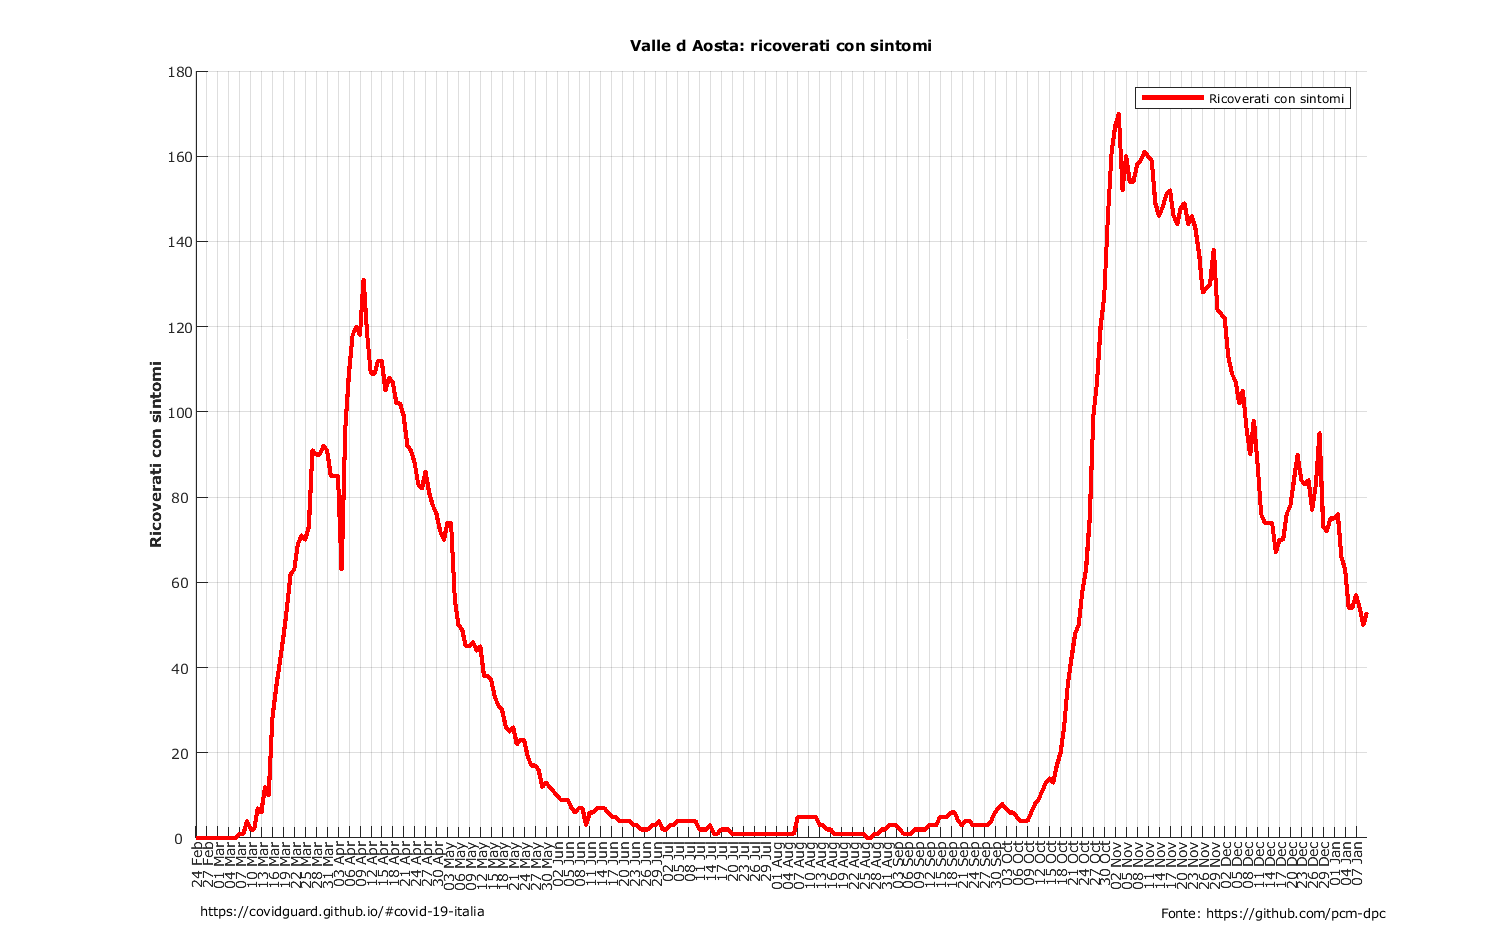 Valle d Aosta: ricoverati con sintomi
Ricoverati con sintomi
Ricoverati con sintomi
180
160
140
120
100
80
60
40
20
0
24 Feb
27 Feb
01 Mar
04 Mar
07 Mar
10 Mar
13 Mar
16 Mar
19 Mar
22 Mar
25 Mar
28 Mar
31 Mar
03 Apr
06 Apr
09 Apr
12 Apr
15 Apr
18 Apr
21 Apr
24 Apr
27 Apr
30 Apr
03 May
06 May
09 May
12 May
15 May
18 May
21 May
24 May
27 May
30 May
02 Jun
05 Jun
08 Jun
11 Jun
14 Jun
17 Jun
20 Jun
23 Jun
26 Jun
29 Jun
02 Jul
05 Jul
08 Jul
11 Jul
14 Jul
17 Jul
20 Jul
23 Jul
26 Jul
29 Jul
01 Aug
04 Aug
07 Aug
10 Aug
13 Aug
16 Aug
19 Aug
22 Aug
25 Aug
28 Aug
31 Aug
03 Sep
06 Sep
09 Sep
12 Sep
15 Sep
18 Sep
21 Sep
24 Sep
27 Sep
30 Sep
03 Oct
06 Oct
09 Oct
12 Oct
15 Oct
18 Oct
21 Oct
24 Oct
27 Oct
30 Oct
02 Nov
05 Nov
08 Nov
11 Nov
14 Nov
17 Nov
20 Nov
23 Nov
26 Nov
29 Nov
02 Dec
05 Dec
08 Dec
11 Dec
14 Dec
17 Dec
20 Dec
23 Dec
26 Dec
29 Dec
01 Jan
04 Jan
07 Jan
https://covidguard.github.io/#covid-19-italia
Fonte: https://github.com/pcm-dpc